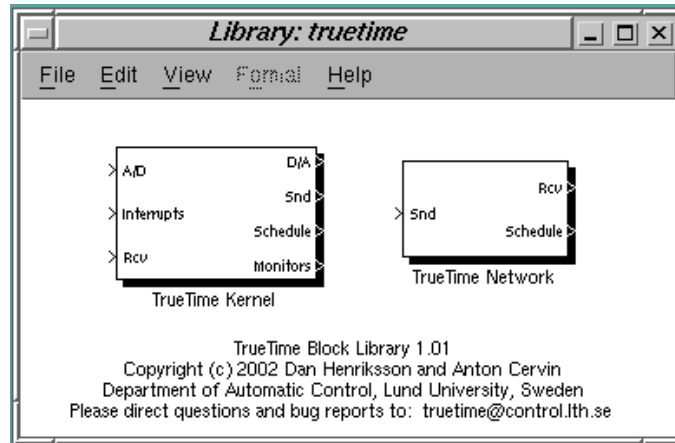 Library: truetime
File Edit View Format Help
A/D
Interrupts
Rcv
D/A
Snd
Schedule
Monitors
TrueTime Kernel
Snd
Rcv
Schedule
TrueTime Network
TrueTime Block Library 1.01
Copyright (c) 2002 Dan Henriksson and Anton Cervin
Department of Automatic Control, Lund University, Sweden
Please direct questions and bug reports to: truetime@control.lth.se